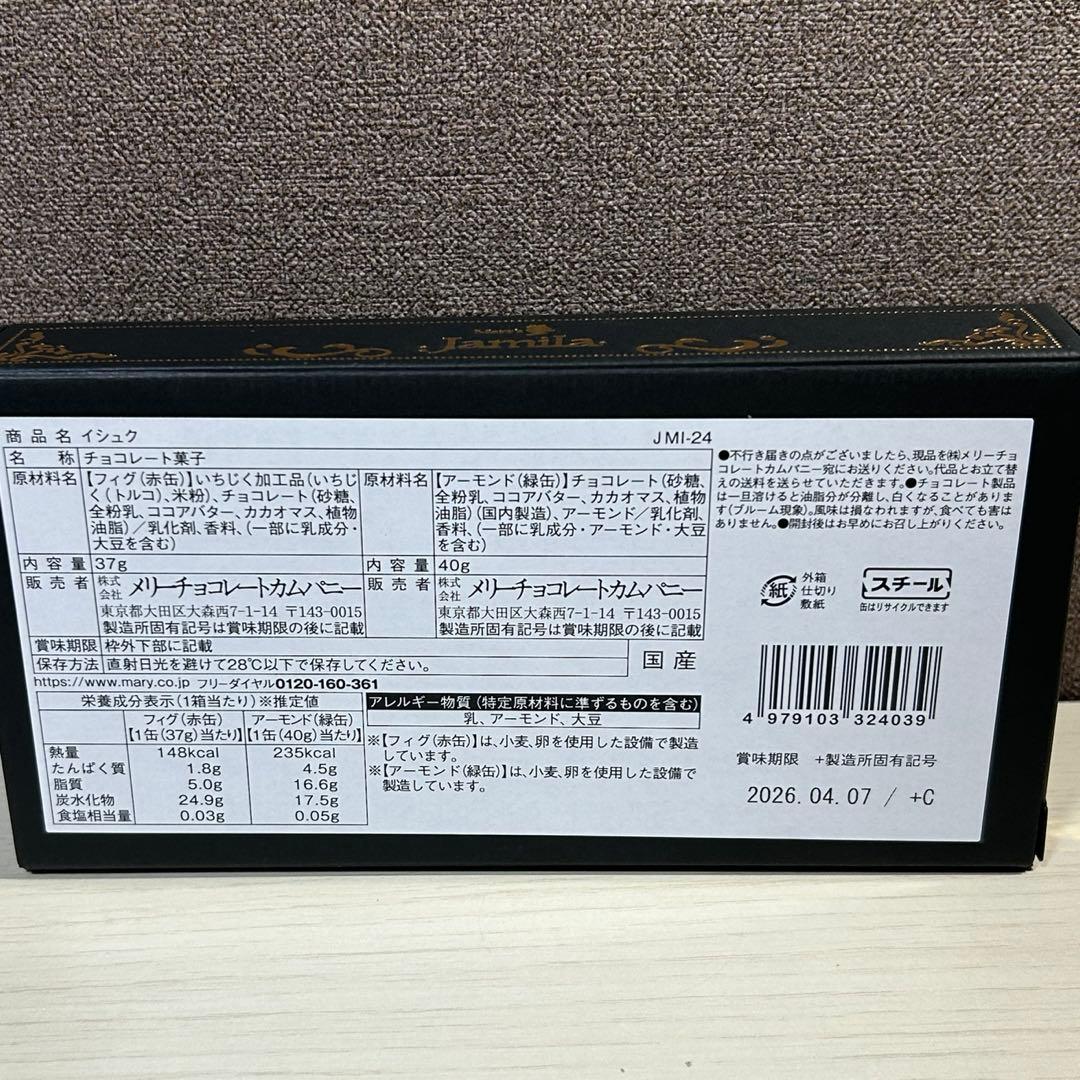 Mary's
Jamila
商品名 イシュク JMI-24
名称 チョコレート菓子
原材料名 【フィグ(赤缶)】いちじく加工品(いちじ
く(トルコ)、米粉)、チョコレート(砂糖、
全粉乳、ココアバター、カカオマス、植物
油脂)／乳化剤、香料、(一部に乳成分・
大豆を含む)
原材料名 【アーモンド(緑缶)】チョコレート(砂糖、
全粉乳、ココアバター、カカオマス、植物
油脂)(国内製造)、アーモンド／乳化剤、
香料、(一部に乳成分・アーモンド・大豆
を含む)
内容量 37g
内容量 40g
販売者 株式会社 メリーチョコレートカムパニー
東京都大田区大森西7-1-14 〒143-0015
製造所固有記号は賞味期限の後に記載
販売者 株式会社 メリーチョコレートカムパニー
東京都大田区大森西7-1-14 〒143-0015
製造所固有記号は賞味期限の後に記載
賞味期限 枠外下部に記載
保存方法 直射日光を避けて28℃以下で保存してください。
国産
https://www.mary.co.jp フリーダイヤル0120-160-361
栄養成分表示(1箱当たり)※推定値
フィグ(赤缶) アーモンド(緑缶)
【1缶(37g)当たり】 【1缶(40g)当たり】
熱量 148kcal 235kcal
たんぱく質 1.8g 4.5g
脂質 5.0g 16.6g
炭水化物 24.9g 17.5g
食塩相当量 0.03g 0.05g
アレルギー物質(特定原材料に準ずるものを含む)
乳、アーモンド、大豆
※【フィグ(赤缶)】は、小麦、卵を使用した設備で製造
しています。
※【アーモンド(緑缶)】は、小麦、卵を使用した設備で
製造しています。
●不行き届きの点がございましたら、現品を㈱メリーチョ
コレートカムパニー宛にお送りください。代品とお立て替
えの送料を送らせていただきます。●チョコレート製品
は一旦溶けると油脂分が分離し、白くなることがありま
す(ブルーム現象)。風味は損なわれますが、食べても害は
ありません。●開封後はお早めにお召し上がりください。
紙
外箱
仕切り
敷紙
スチール
缶はリサイクルできます
4 979103 324039
賞味期限 +製造所固有記号
2026.04.07 / +C